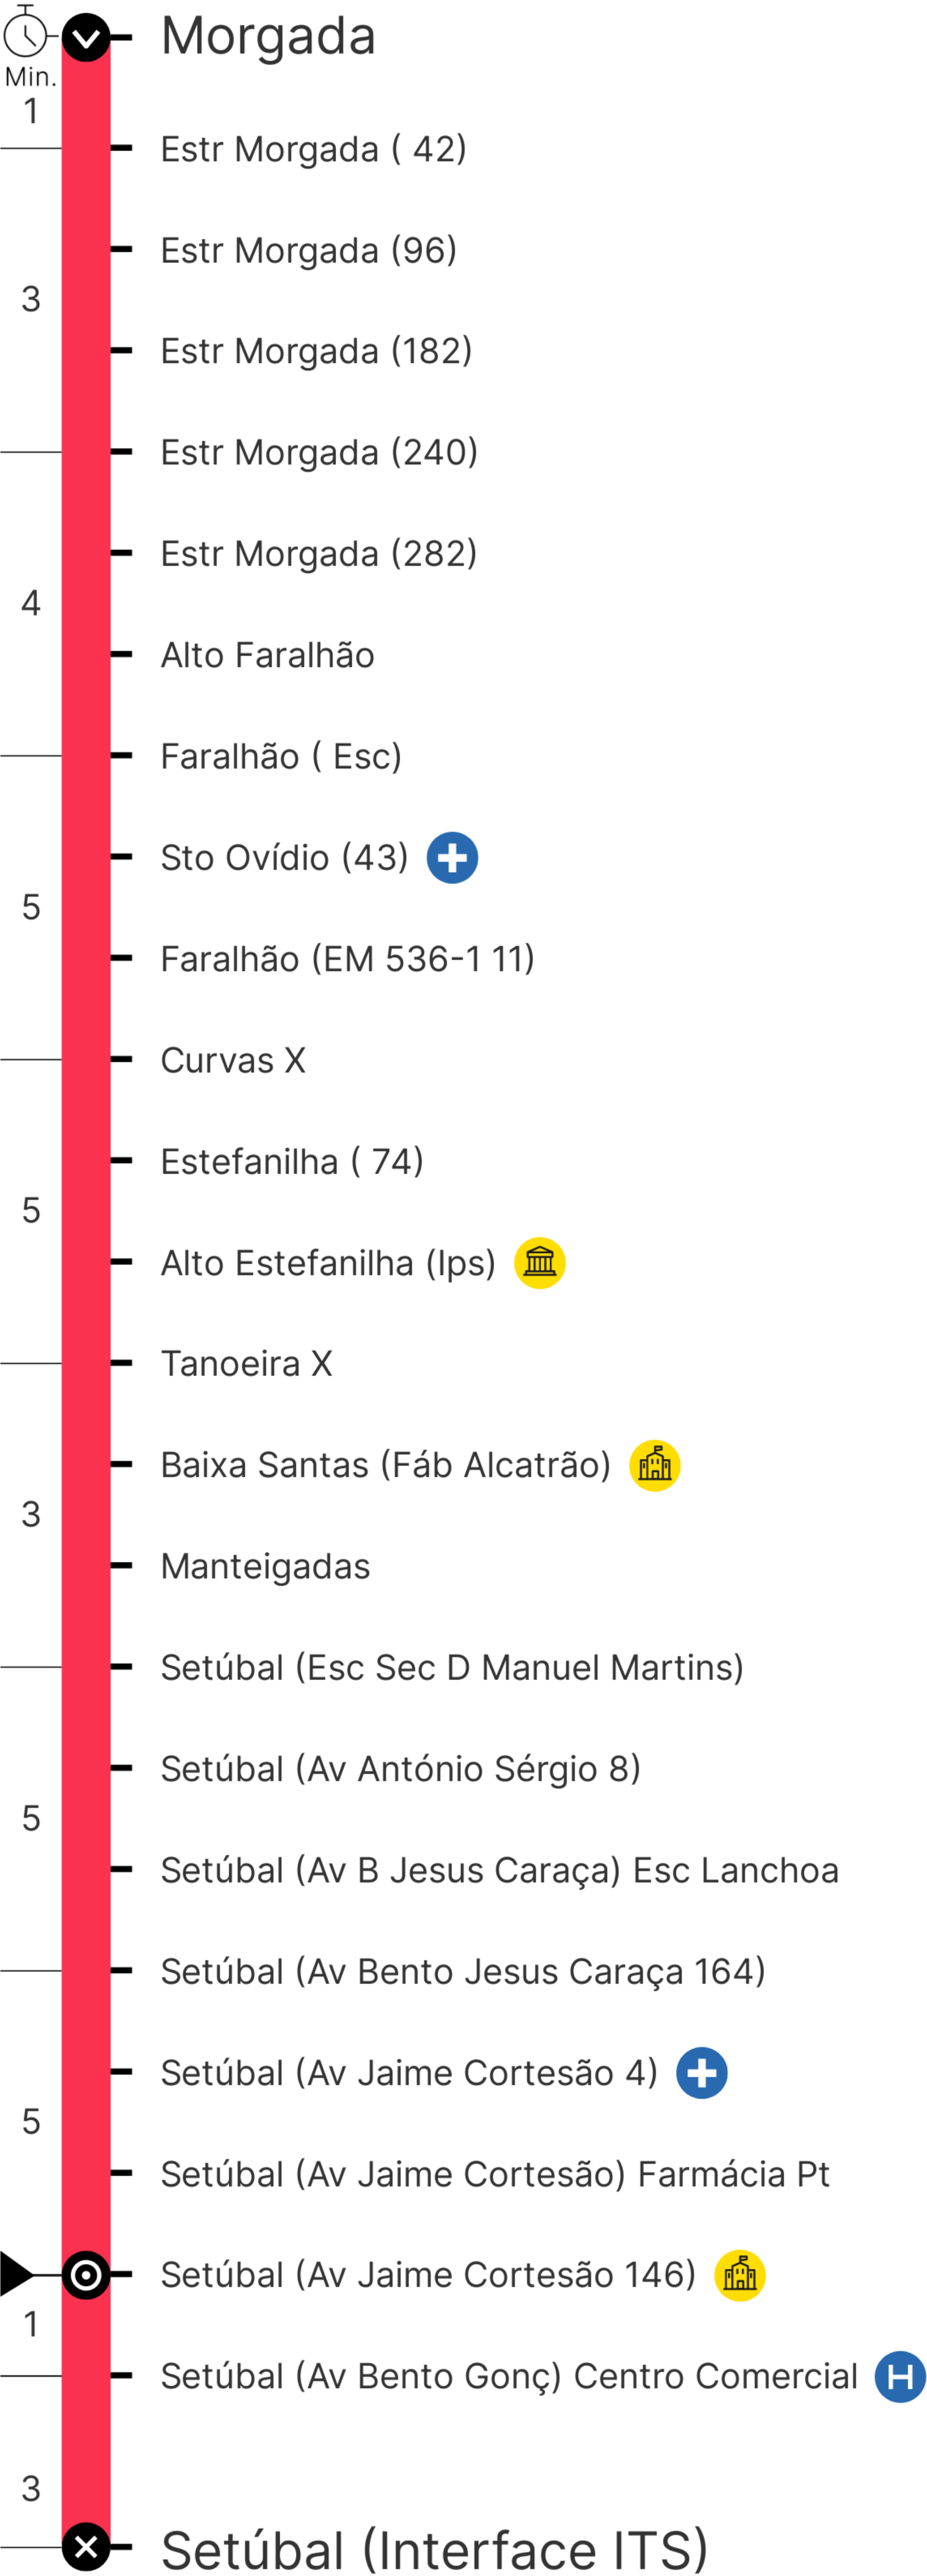 Morgada
Min.
1
Estr Morgada ( 42)
Estr Morgada (96)
3
Estr Morgada (182)
Estr Morgada (240)
Estr Morgada (282)
4
Alto Faralhão
Faralhão ( Esc)
Sto Ovídio (43)
5
Faralhão (EM 536-1 11)
Curvas X
Estefanilha ( 74)
5
Alto Estefanilha (Ips)
Tanoeira X
Baixa Santas (Fáb Alcatrão)
3
Manteigadas
Setúbal (Esc Sec D Manuel Martins)
Setúbal (Av António Sérgio 8)
5
Setúbal (Av B Jesus Caraça) Esc Lanchoa
Setúbal (Av Bento Jesus Caraça 164)
Setúbal (Av Jaime Cortesão 4)
5
Setúbal (Av Jaime Cortesão) Farmácia Pt
Setúbal (Av Jaime Cortesão 146)
1
Setúbal (Av Bento Gonç) Centro Comercial H
3
Setúbal (Interface ITS)